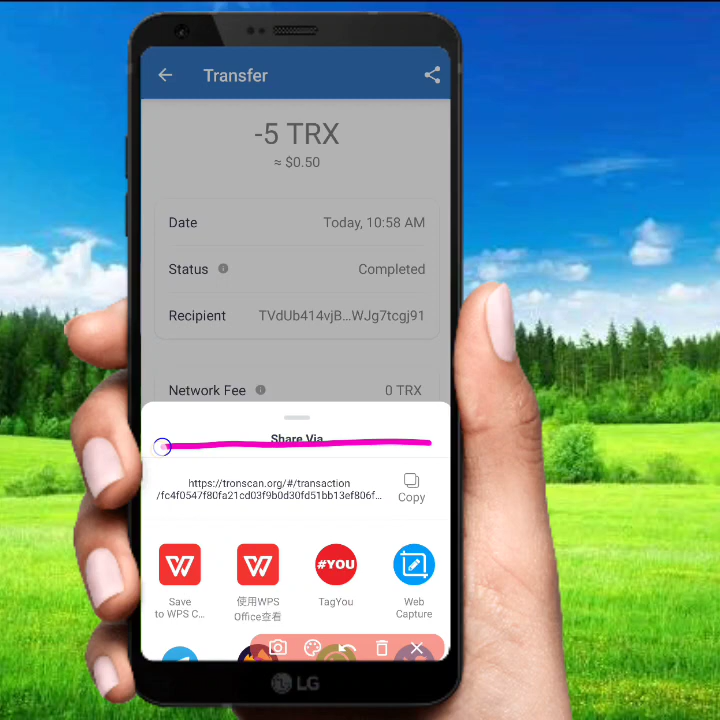 Transfer
-5 TRX
≈ $0.50
Date Today, 10:58 AM
Status Completed
Recipient TVdUb414vjB...WJg7tcgj91
Network Fee 0 TRX
Share Via
https://tronscan.org/#/transaction
/fc4f0547f80fa21cd03f9b0d30fd51bb13ef806f...
Copy
#YOU
Save
to WPS C...
使用WPS
Office查看
TagYou
Web
Capture
LG